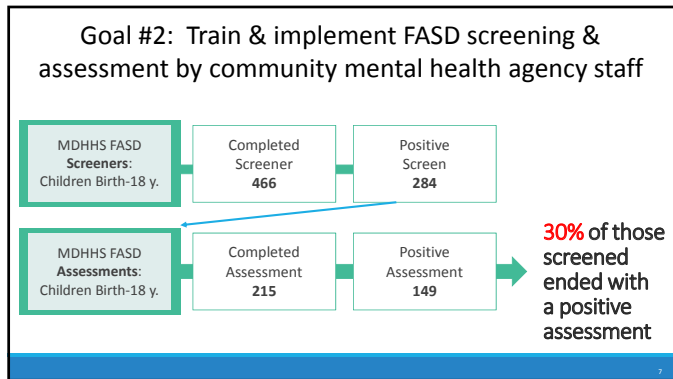 Goal #2: Train & implement FASD screening &
assessment by community mental health agency staff
MDHHS FASD
Screeners:
Children Birth-18 y.
Completed
Screener
466
Positive
Screen
284
MDHHS FASD
Assessments:
Children Birth-18 y.
Completed
Assessment
215
Positive
Assessment
149
30% of those
screened
ended with
a positive
assessment
7